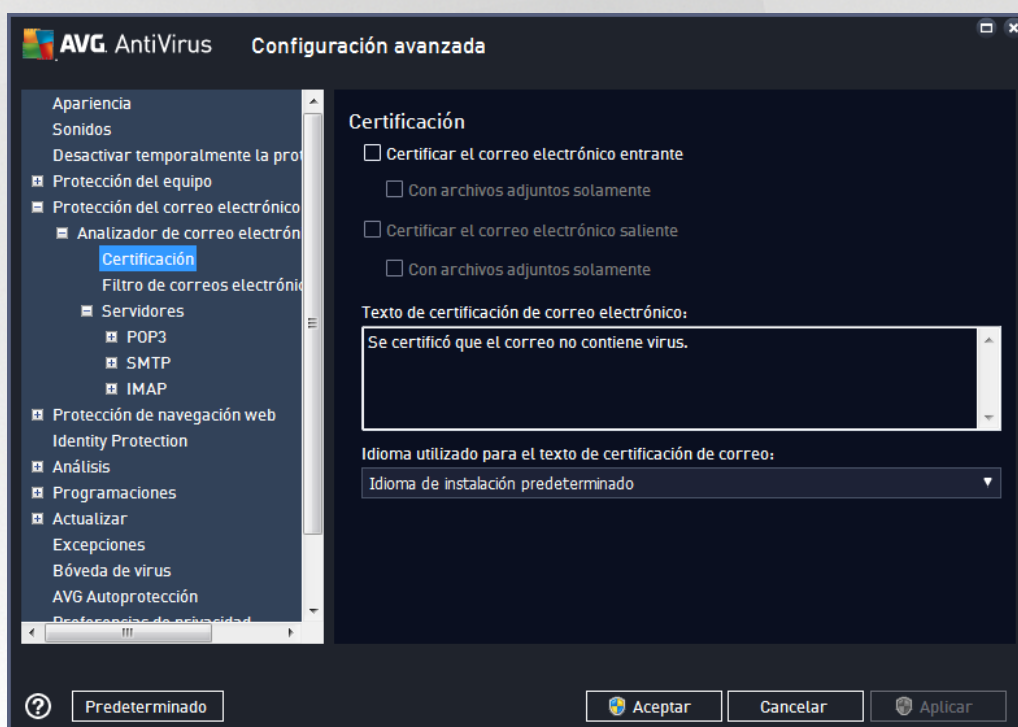 AVG. AntiVirus Configuración avanzada
Apariencia
Sonidos
Desactivar temporalmente la prot
Protección del equipo
Protección del correo electrónico
Analizador de correo electrón
Certificación
Filtro de correos electrónic
Servidores
POP3
SMTP
IMAP
Protección de navegación web
Identity Protection
Análisis
Programaciones
Actualizar
Excepciones
Bóveda de virus
AVG Autoprotección
Preferencias de privacidad
Certificación
Certificar el correo electrónico entrante
Con archivos adjuntos solamente
Certificar el correo electrónico saliente
Con archivos adjuntos solamente
Texto de certificación de correo electrónico:
Se certificó que el correo no contiene virus.
Idioma utilizado para el texto de certificación de correo:
Idioma de instalación predeterminado
? Predeterminado Aceptar Cancelar Aplicar